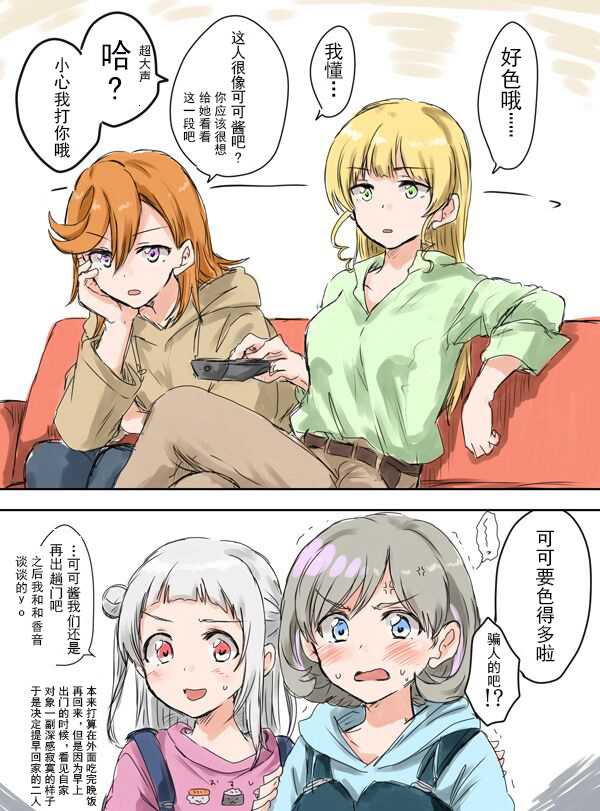 好色哦……
我懂…
这人很像可可酱吧？
你应该很想
给她看看
这一段吧
超大声
哈？
小心我打你哦
可可要色得多啦
骗人的吧！？
…可可酱我们还是
再出趟门吧
之后我和和香音
谈谈的yo
本来打算在外面吃完晚饭
再回来，但是因为早上
出门的时候，看见自家
对象一副深感寂寞的样子
于是决定提早回家的二人